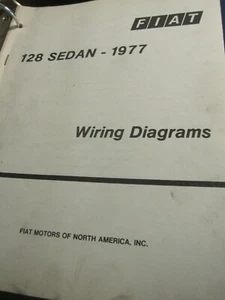 FIAT
128 SEDAN - 1977
Wiring Diagrams
FIAT MOTORS OF NORTH AMERICA, INC.